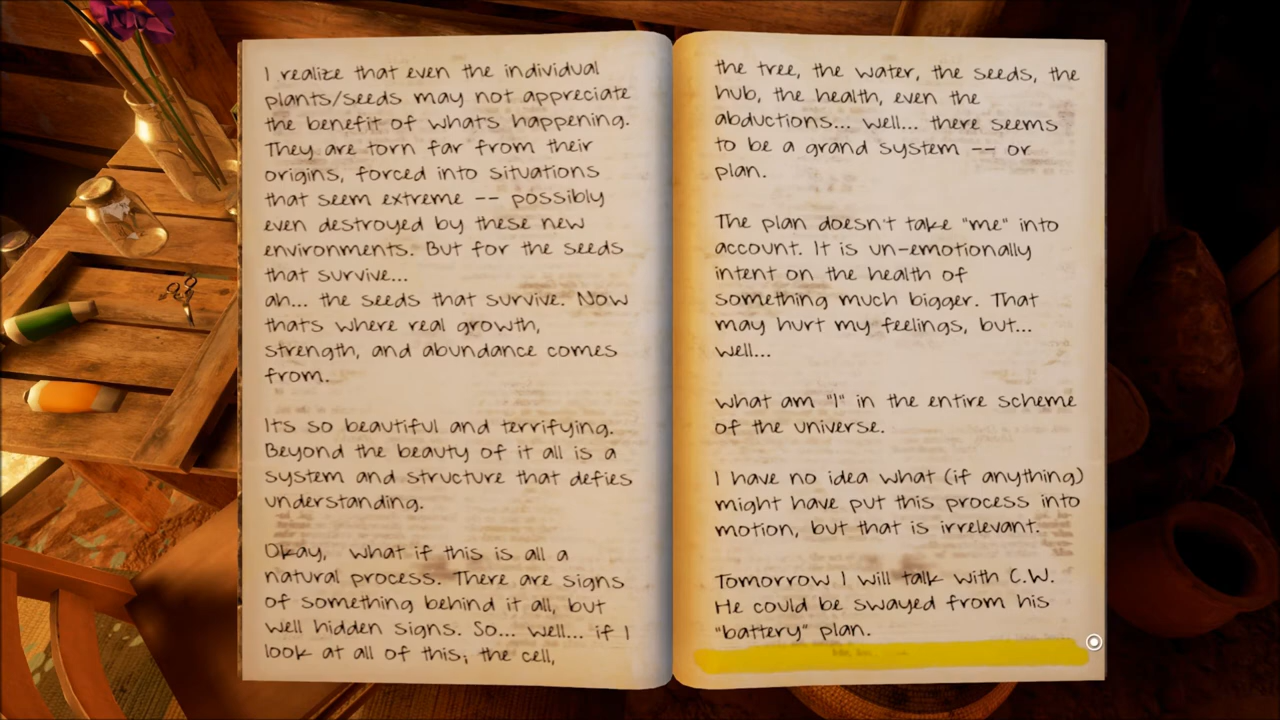 I realize that even the individual
plants/seeds may not appreciate
the benefit of whats happening.
They are torn far from their
origins, forced into situations
that seem extreme -- possibly
even destroyed by these new
environments. But for the seeds
that survive...
ah... the seeds that survive. Now
thats where real growth,
strength, and abundance comes
from.
Its so beautiful and terrifying.
Beyond the beauty of it all is a
system and structure that defies
understanding.
Okay, what if this is all a
natural process. There are signs
of something behind it all, but
well hidden signs. So... well... if I
look at all of this; the cell,
the tree, the water, the seeds, the
hub, the health, even the
abductions... well... there seems
to be a grand system -- or
plan.
The plan doesn't take "me" into
account. It is un-emotionally
intent on the health of
something much bigger. That
may hurt my feelings, but...
well...
what am "I" in the entire scheme
of the universe.
I have no idea what (if anything)
might have put this process into
motion, but that is irrelevant.
Tomorrow I will talk with C.W.
He could be swayed from his
"battery" plan.